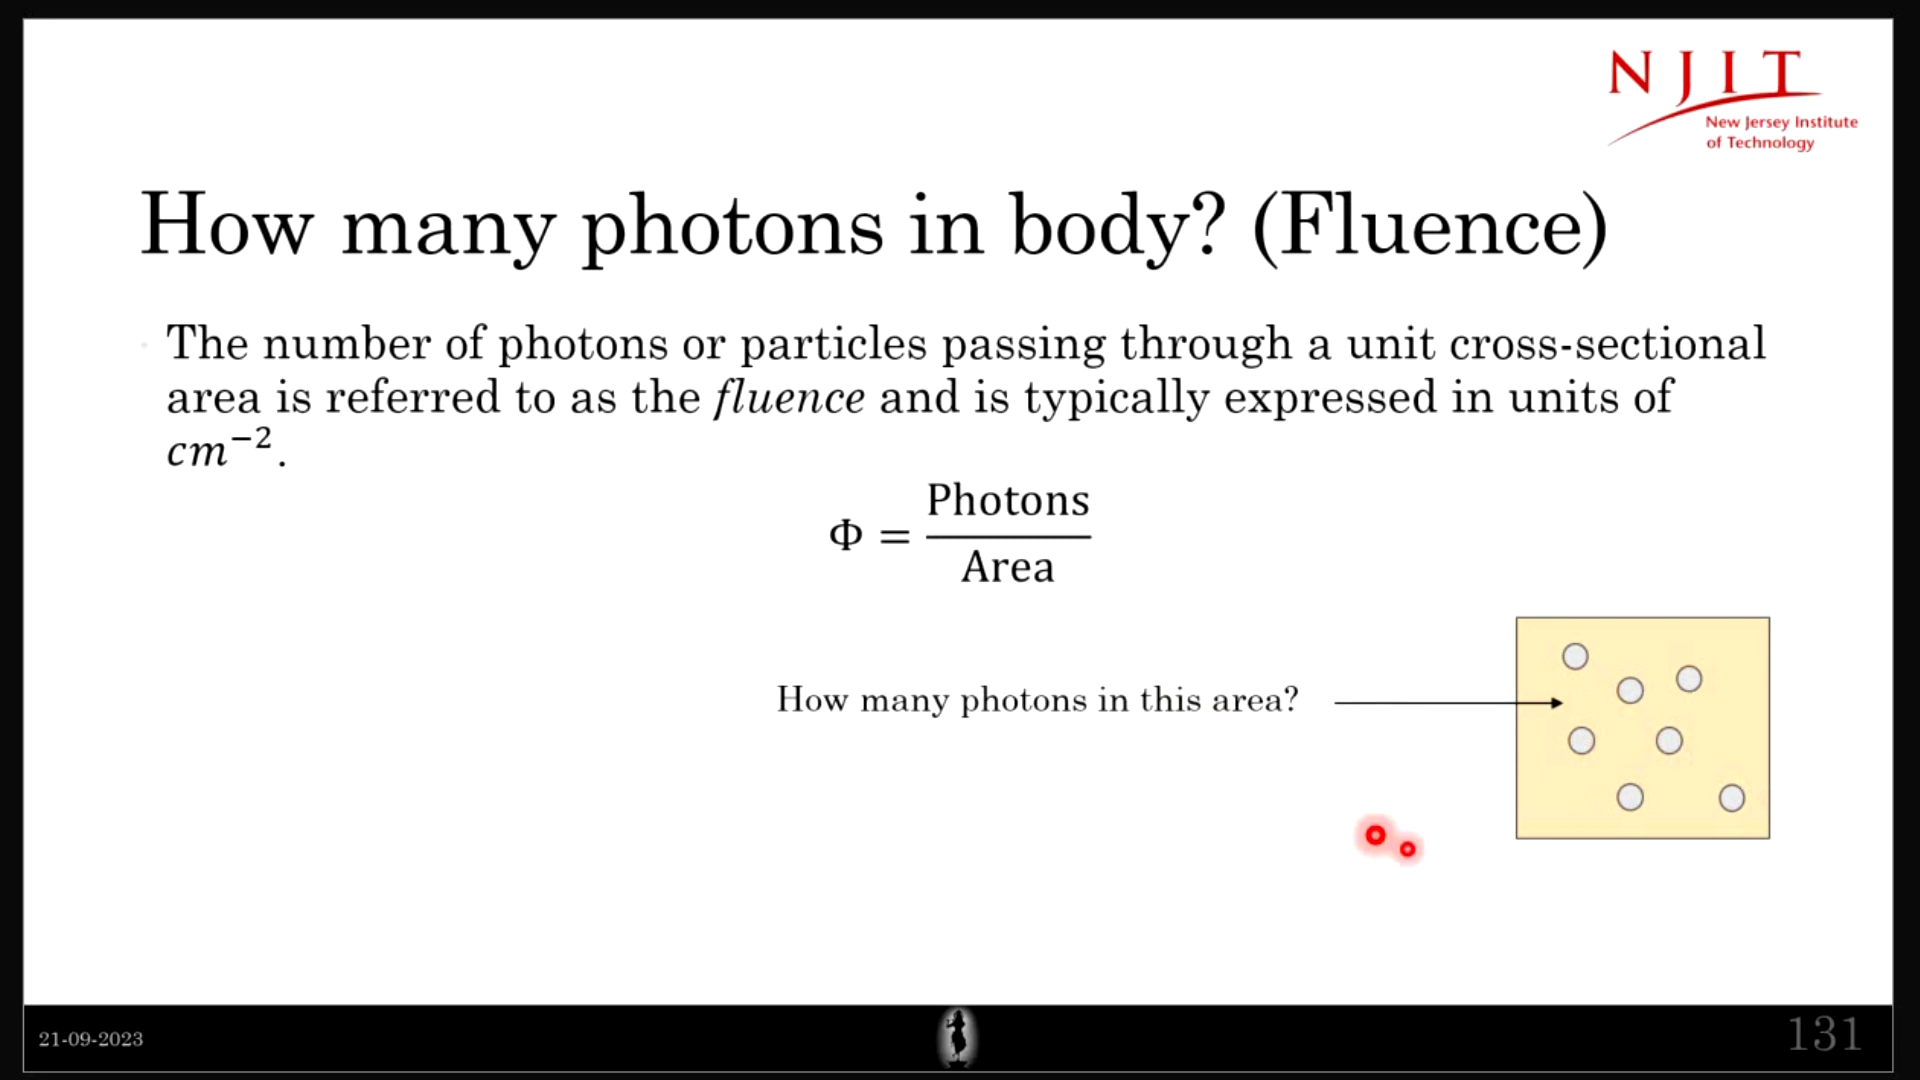 N J I T
New Jersey Institute
of Technology
How many photons in body? (Fluence)
The number of photons or particles passing through a unit cross-sectional
area is referred to as the fluence and is typically expressed in units of
cm⁻².
Φ = Photons / Area
How many photons in this area?
21-09-2023
131